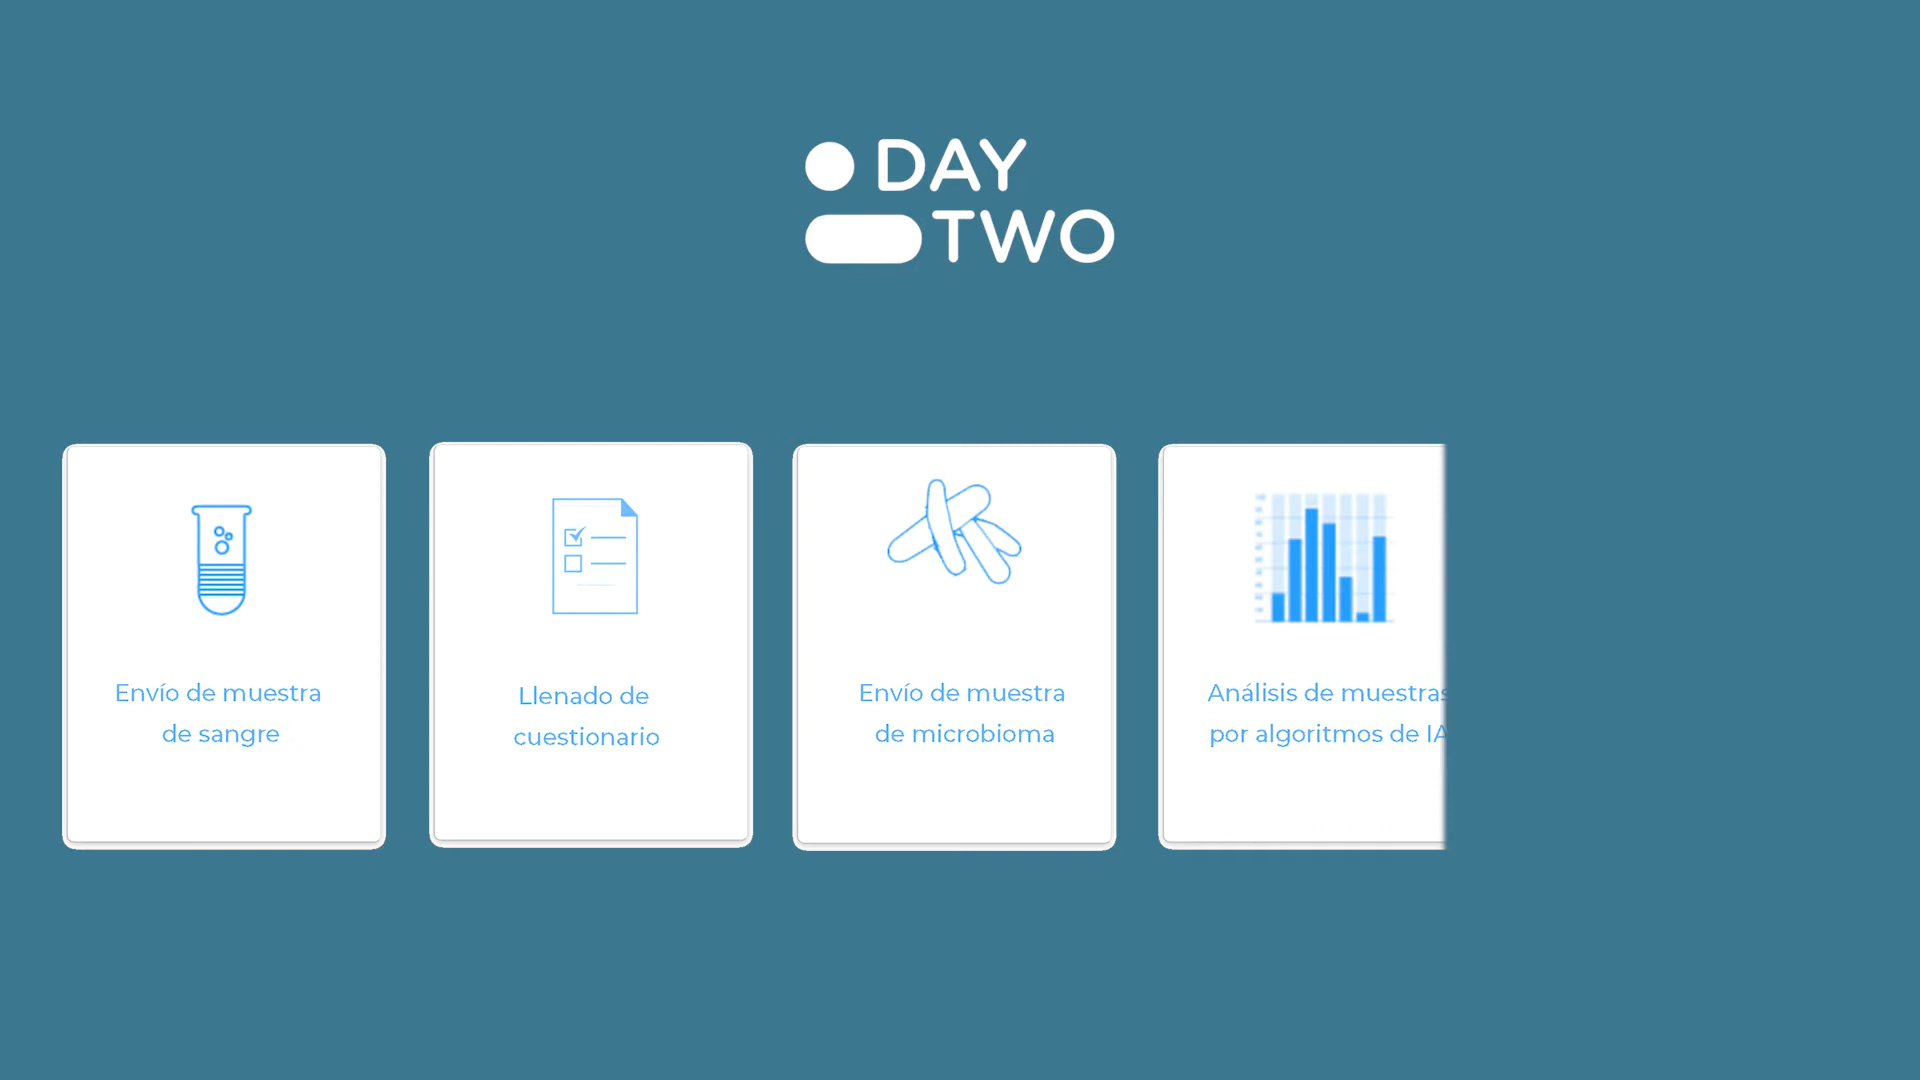 DAY
TWO
Envío de muestra
de sangre
Llenado de
cuestionario
Envío de muestra
de microbioma
Análisis de muestras
por algoritmos de IA